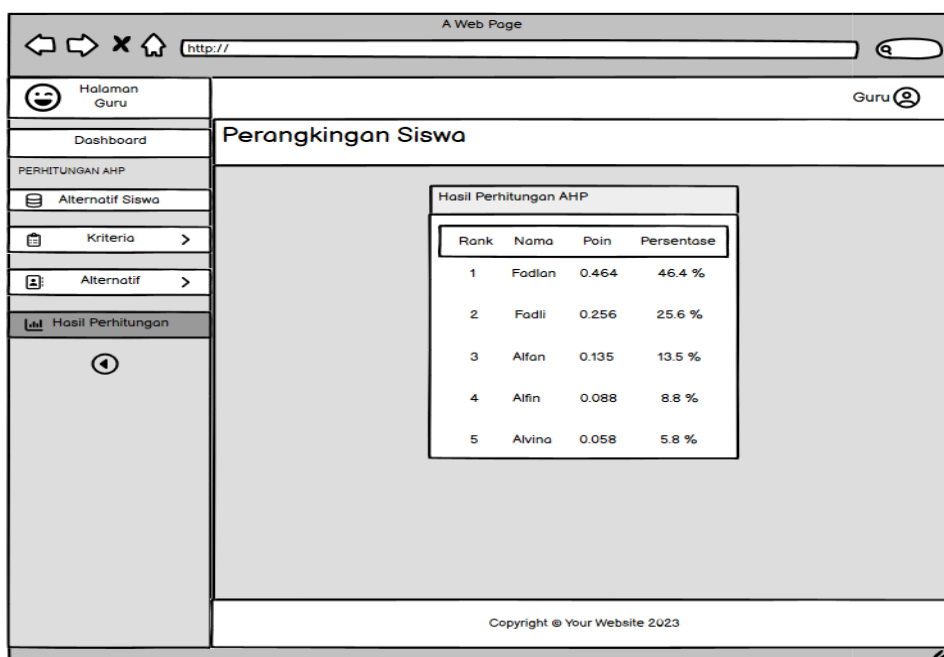 A Web Page
http://
Halaman
Guru
Guru
Dashboard
Perangkingan Siswa
PERHITUNGAN AHP
Alternatif Siswa
Kriteria
Alternatif
Hasil Perhitungan
Hasil Perhitungan AHP
Rank Nama Poin Persentase
1 Fadlan 0.464 46.4 %
2 Fadli 0.256 25.6 %
3 Alfan 0.135 13.5 %
4 Alfin 0.088 8.8 %
5 Alvina 0.058 5.8 %
Copyright © Your Website 2023